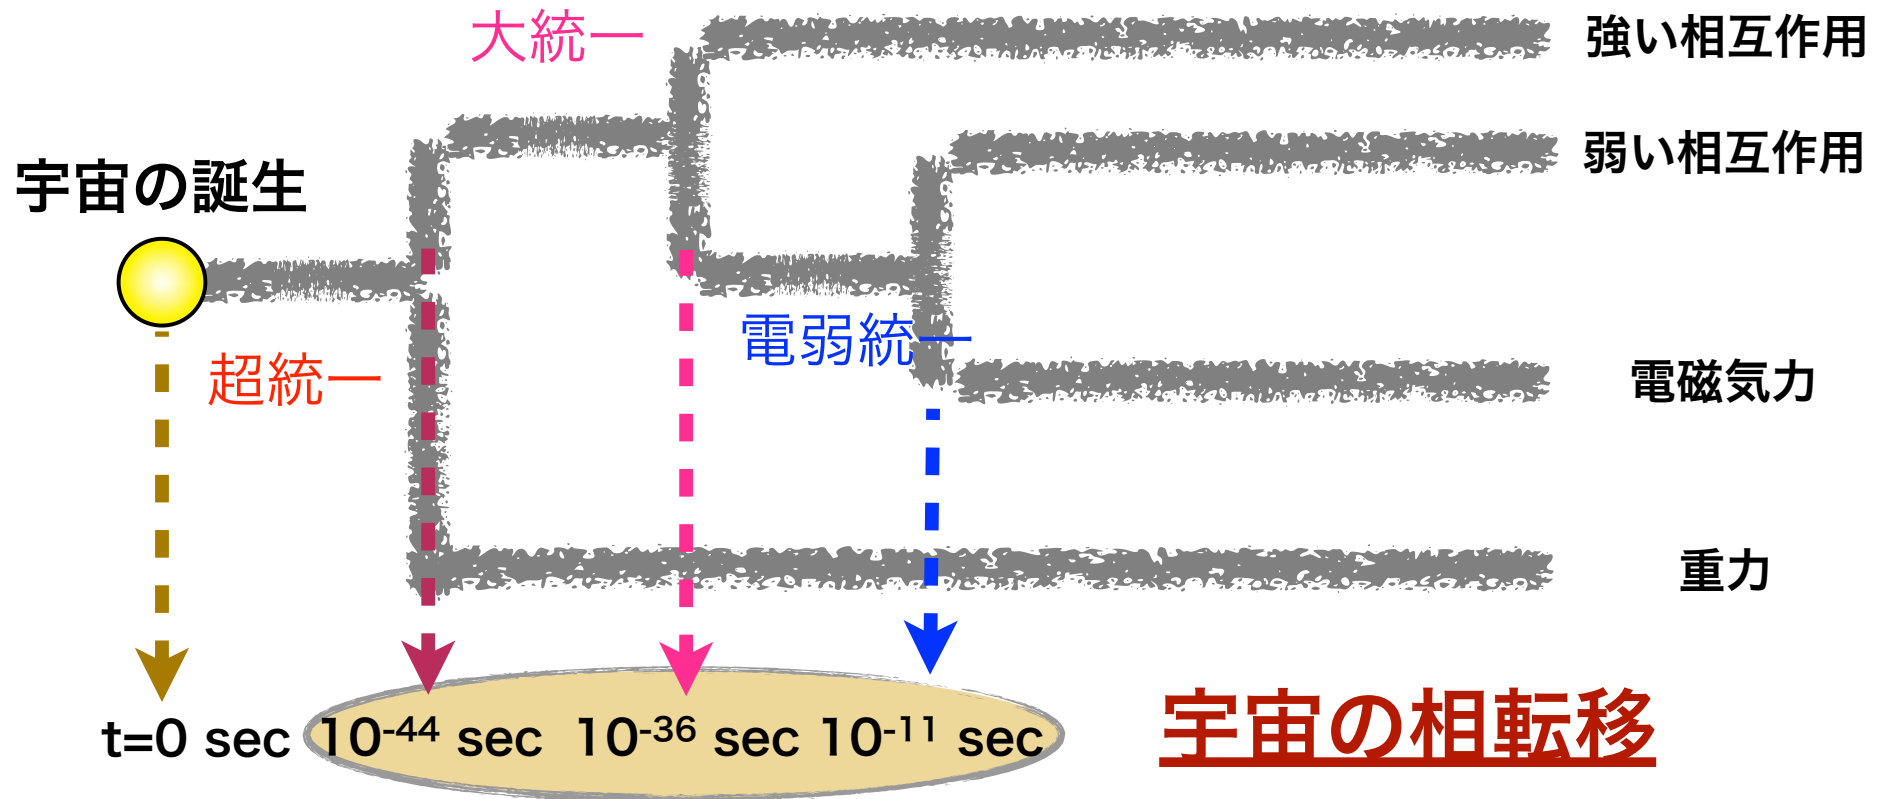 大統一
強い相互作用
弱い相互作用
宇宙の誕生
超統一
電弱統一
電磁気力
重力
t=0 sec 10⁻⁴⁴ sec 10⁻³⁶ sec 10⁻¹¹ sec
宇宙の相転移